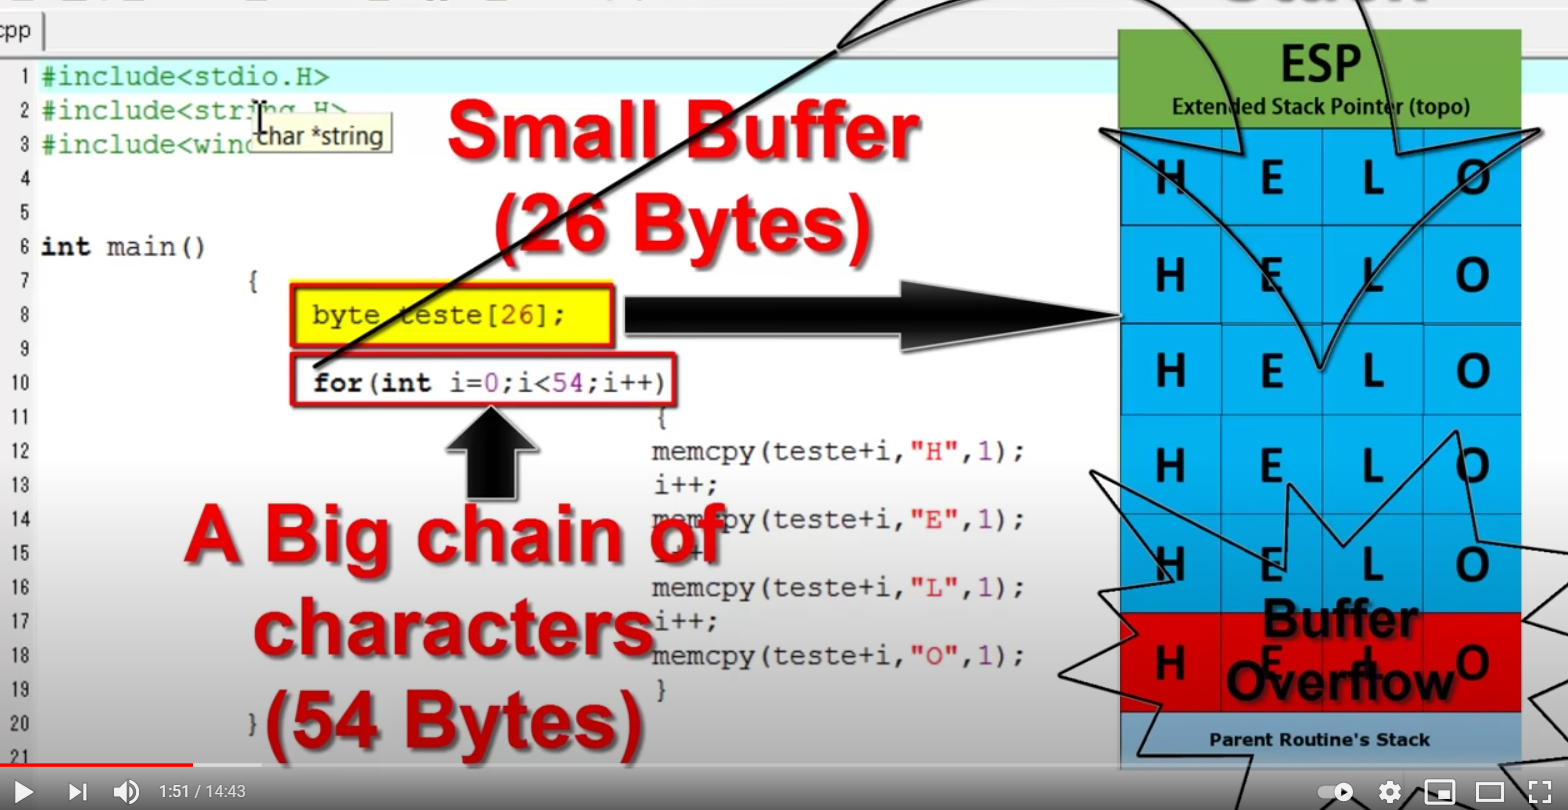 cpp
1 #include<stdio.H>
2 #include<string.H>
char *string
3 #include<wind
4
5
6 int main()
7 {
8 byte teste[26];
9
10 for(int i=0;i<54;i++)
11 {
12 memcpy(teste+i,"H",1);
13 i++;
14 memcpy(teste+i,"E",1);
15 i++;
16 memcpy(teste+i,"L",1);
17 i++;
18 memcpy(teste+i,"O",1);
19 }
20 }
21
Small Buffer
(26 Bytes)
A Big chain of
characters
(54 Bytes)
Stack
ESP
Extended Stack Pointer (topo)
H E L O
H E L O
H E L O
H E L O
H E L O
H E L O
Buffer
Overflow
Parent Routine's Stack
1:51 / 14:43